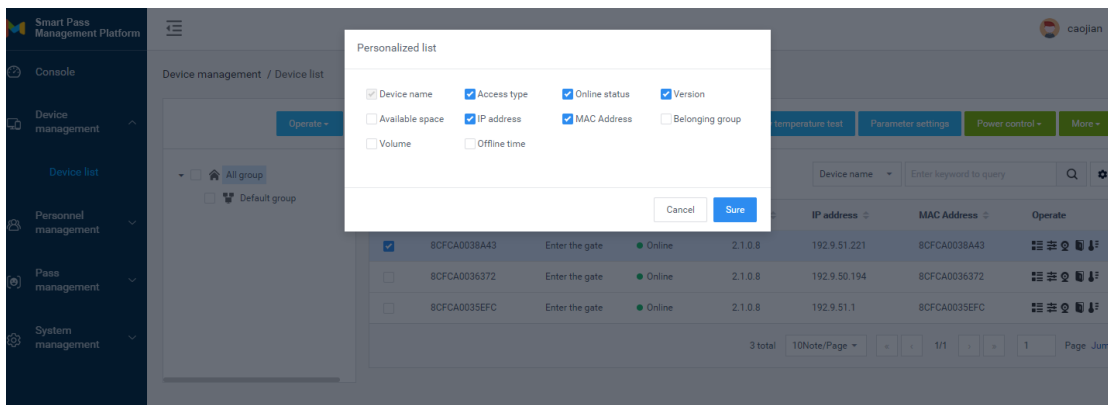 Smart Pass
Management Platform
caojian
Console
Device management / Device list
Personalized list
Device name
Access type
Online status
Version
Available space
IP address
MAC Address
Belonging group
Volume
Offline time
Cancel
Sure
Device
management
Device list
Personnel
management
Pass
management
System
management
Operate
temperature test
Parameter settings
Power control
More
All group
Default group
Device name
Enter keyword to query
IP address
MAC Address
Operate
8CFCA0038A43 Enter the gate Online 2.1.0.8 192.9.51.221 8CFCA0038A43
8CFCA0036372 Enter the gate Online 2.1.0.8 192.9.50.194 8CFCA0036372
8CFCA0035EFC Enter the gate Online 2.1.0.8 192.9.51.1 8CFCA0035EFC
3 total 10Note/Page « ‹ 1/1 › » 1 Page Jum